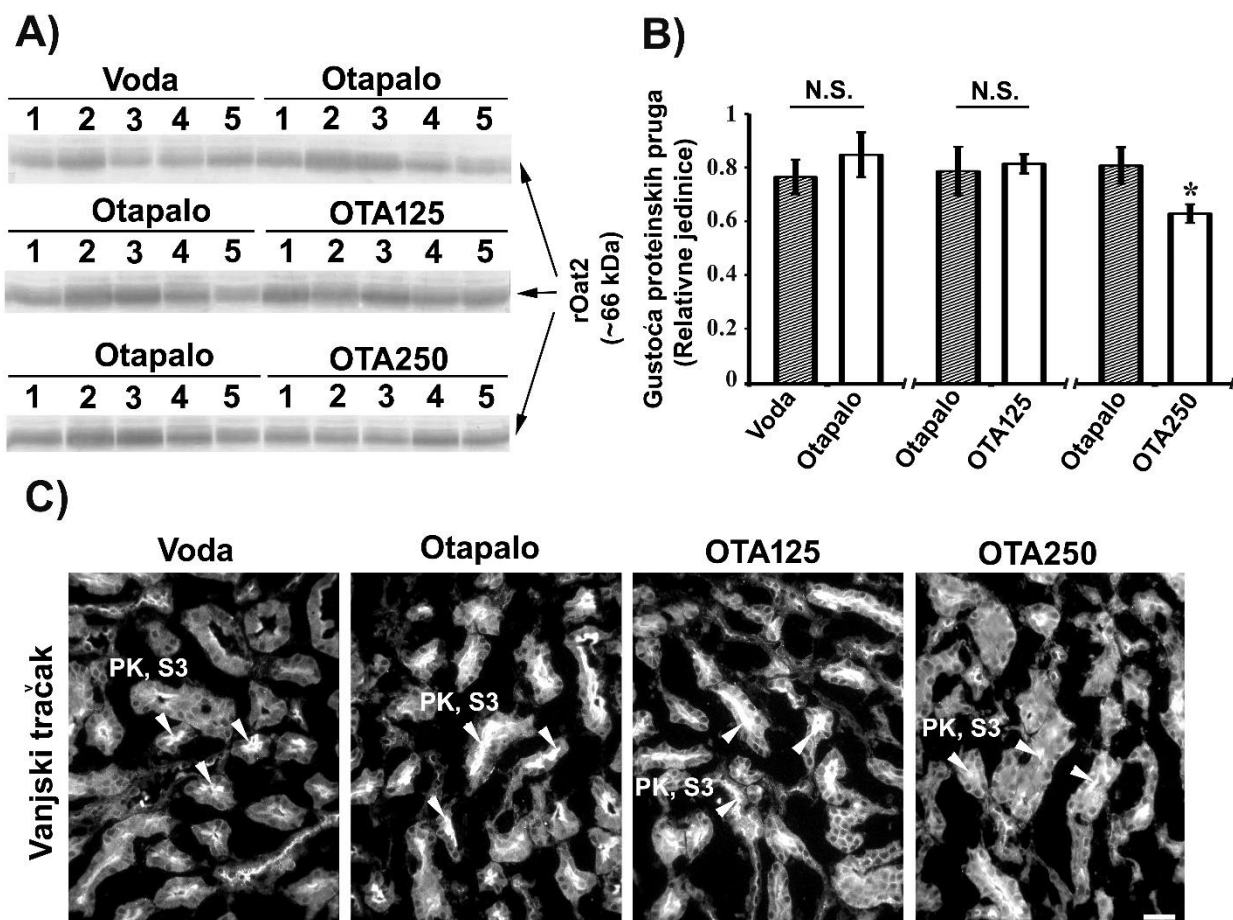 A)
Voda Otapalo
1 2 3 4 5 1 2 3 4 5
Otapalo OTA125
1 2 3 4 5 1 2 3 4 5
Otapalo OTA250
1 2 3 4 5 1 2 3 4 5
rOat2
(~66 kDa)
B)
N.S. N.S.
Gustoća proteinskih pruga
(Relativne jedinice)
1
0.8
0.6
0.4
0.2
0
*
Voda
Otapalo
Otapalo
OTA125
Otapalo
OTA250
C)
Voda Otapalo OTA125 OTA250
Vanjski tračak
PK, S3
PK, S3
PK, S3
PK, S3